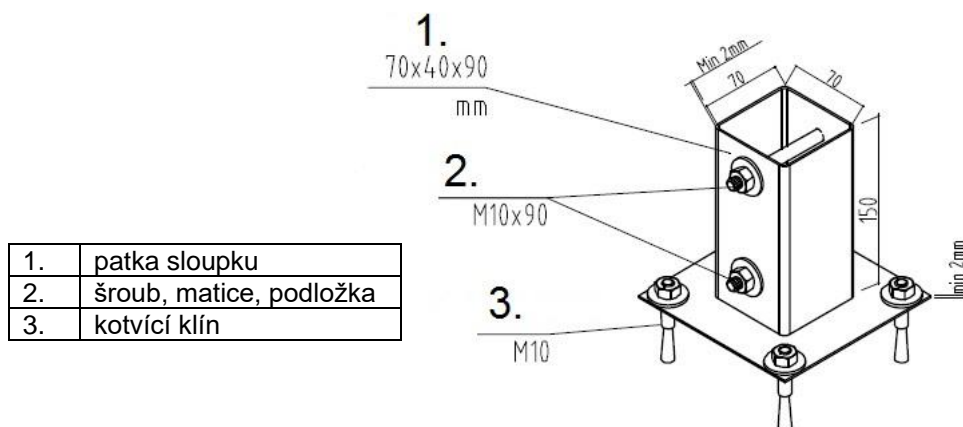 1.
70x40x90
mm
Min 2mm
70
70
2.
M10x90
150
min 2mm
3.
M10
1. patka sloupku
2. šroub, matice, podložka
3. kotvící klín